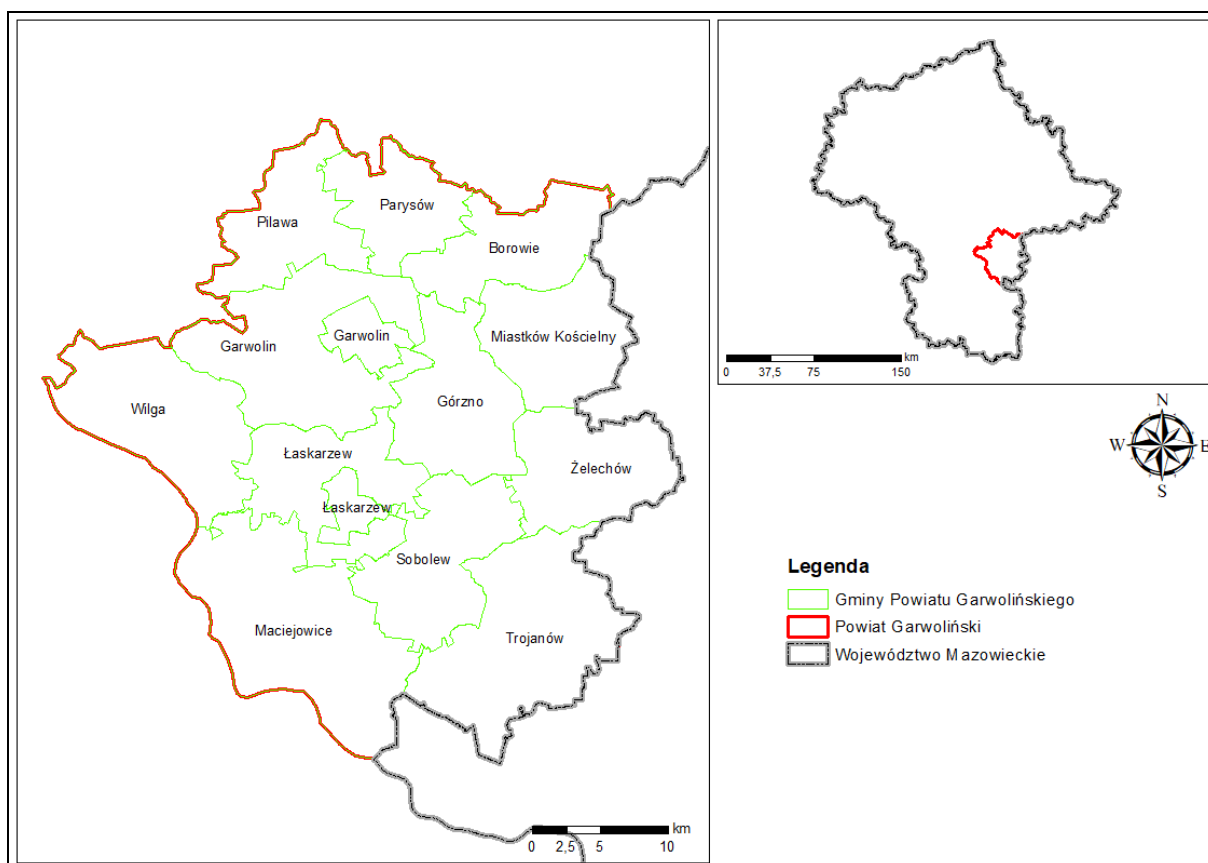 Parysów
Pilawa
Borowie
Garwolin
Garwolin
Miastków Kościelny
Wilga
Górzno
Łaskarzew
Żelechów
Łaskarzew
Sobolew
Maciejowice
Trojanów
km
0 2,5 5 10
km
0 37,5 75 150
N
W E
S
Legenda
Gminy Powiatu Garwolińskiego
Powiat Garwoliński
Województwo Mazowieckie